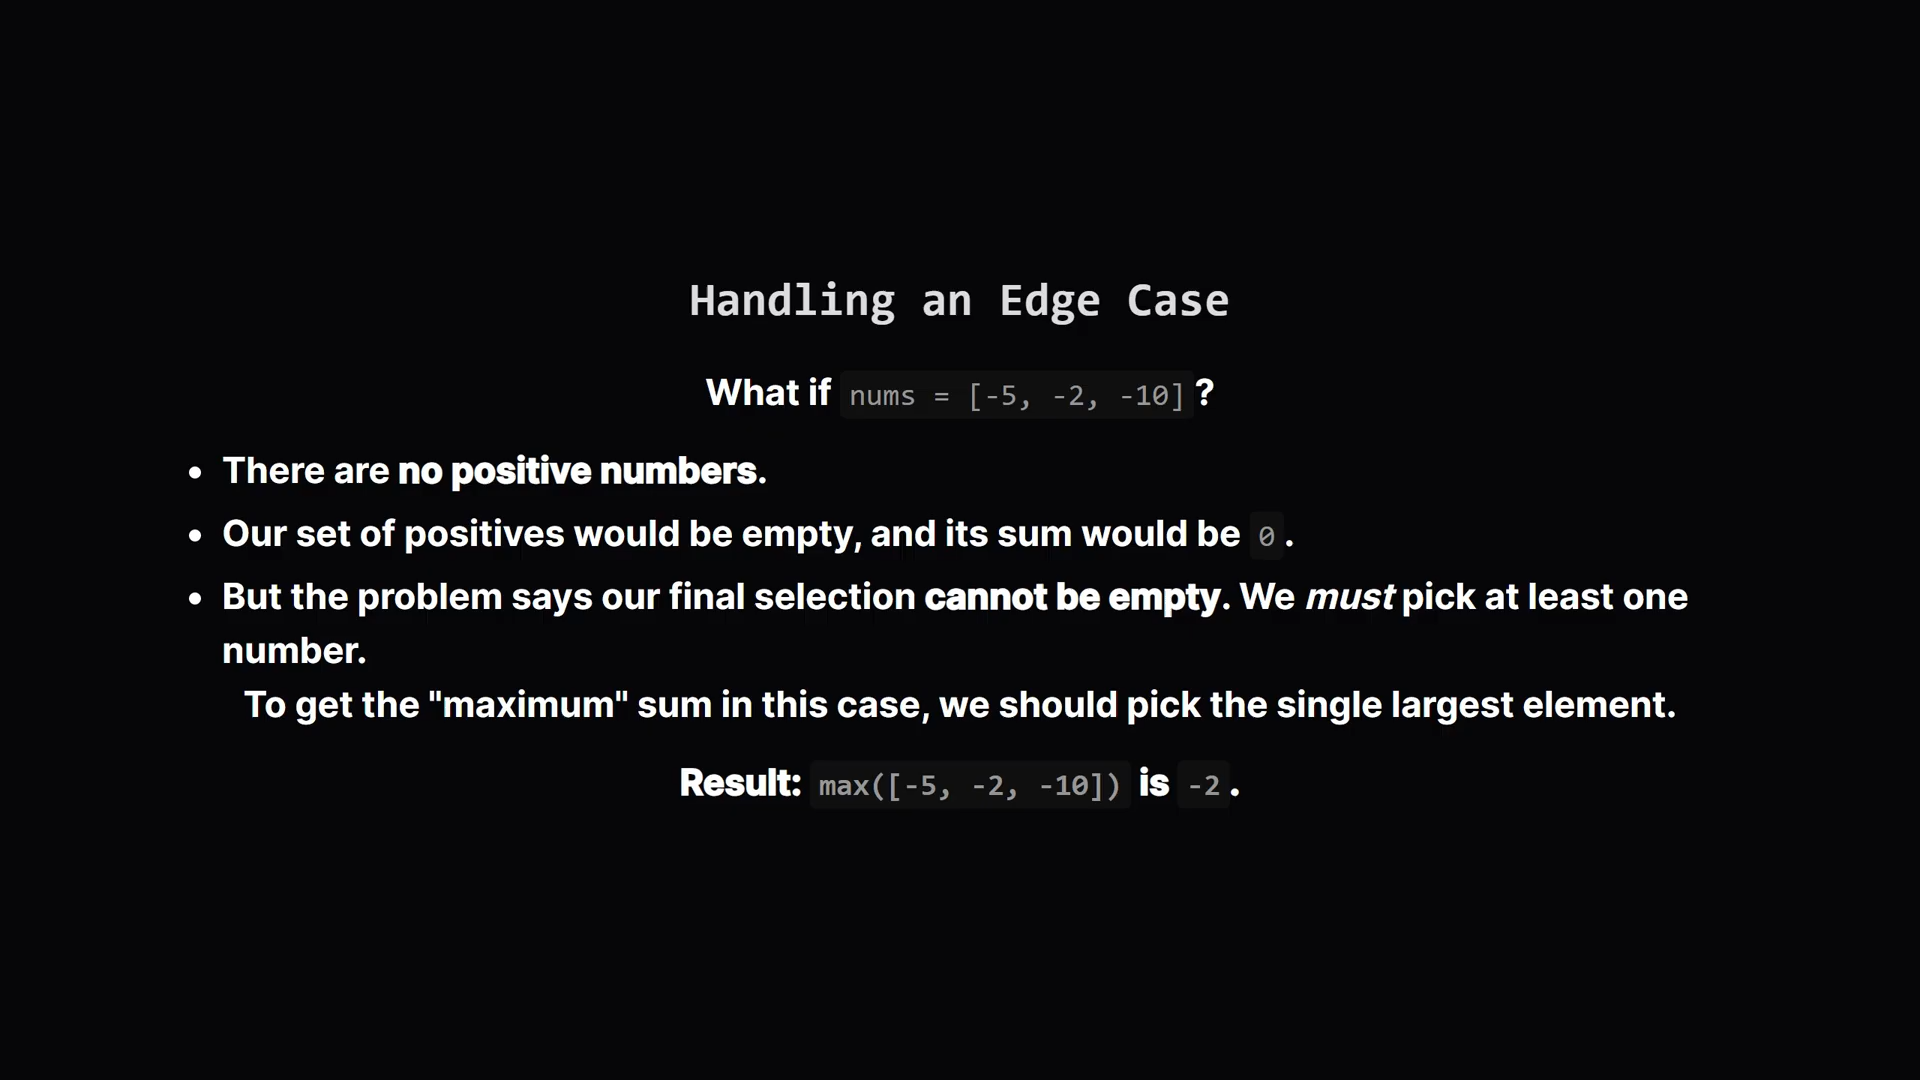 Handling an Edge Case
What if nums = [-5, -2, -10]?
• There are no positive numbers.
• Our set of positives would be empty, and its sum would be 0.
• But the problem says our final selection cannot be empty. We must pick at least one
number.
To get the "maximum" sum in this case, we should pick the single largest element.
Result: max([-5, -2, -10]) is -2.